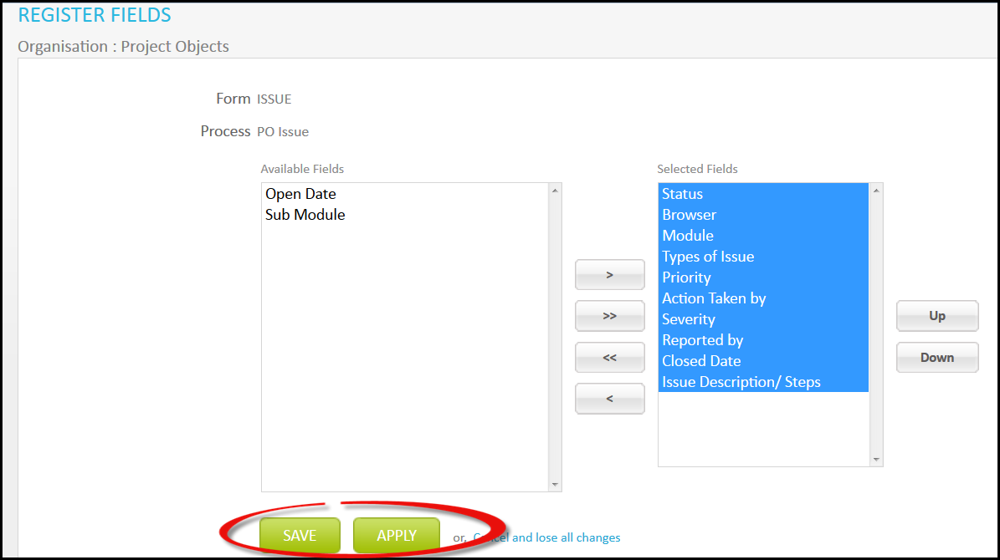 REGISTER FIELDS
Organisation : Project Objects
Form ISSUE
Process PO Issue
Available Fields
Open Date
Sub Module
>
>>
<<
<
Selected Fields
Status
Browser
Module
Types of Issue
Priority
Action Taken by
Severity
Reported by
Closed Date
Issue Description/ Steps
Up
Down
SAVE APPLY or, Cancel and lose all changes